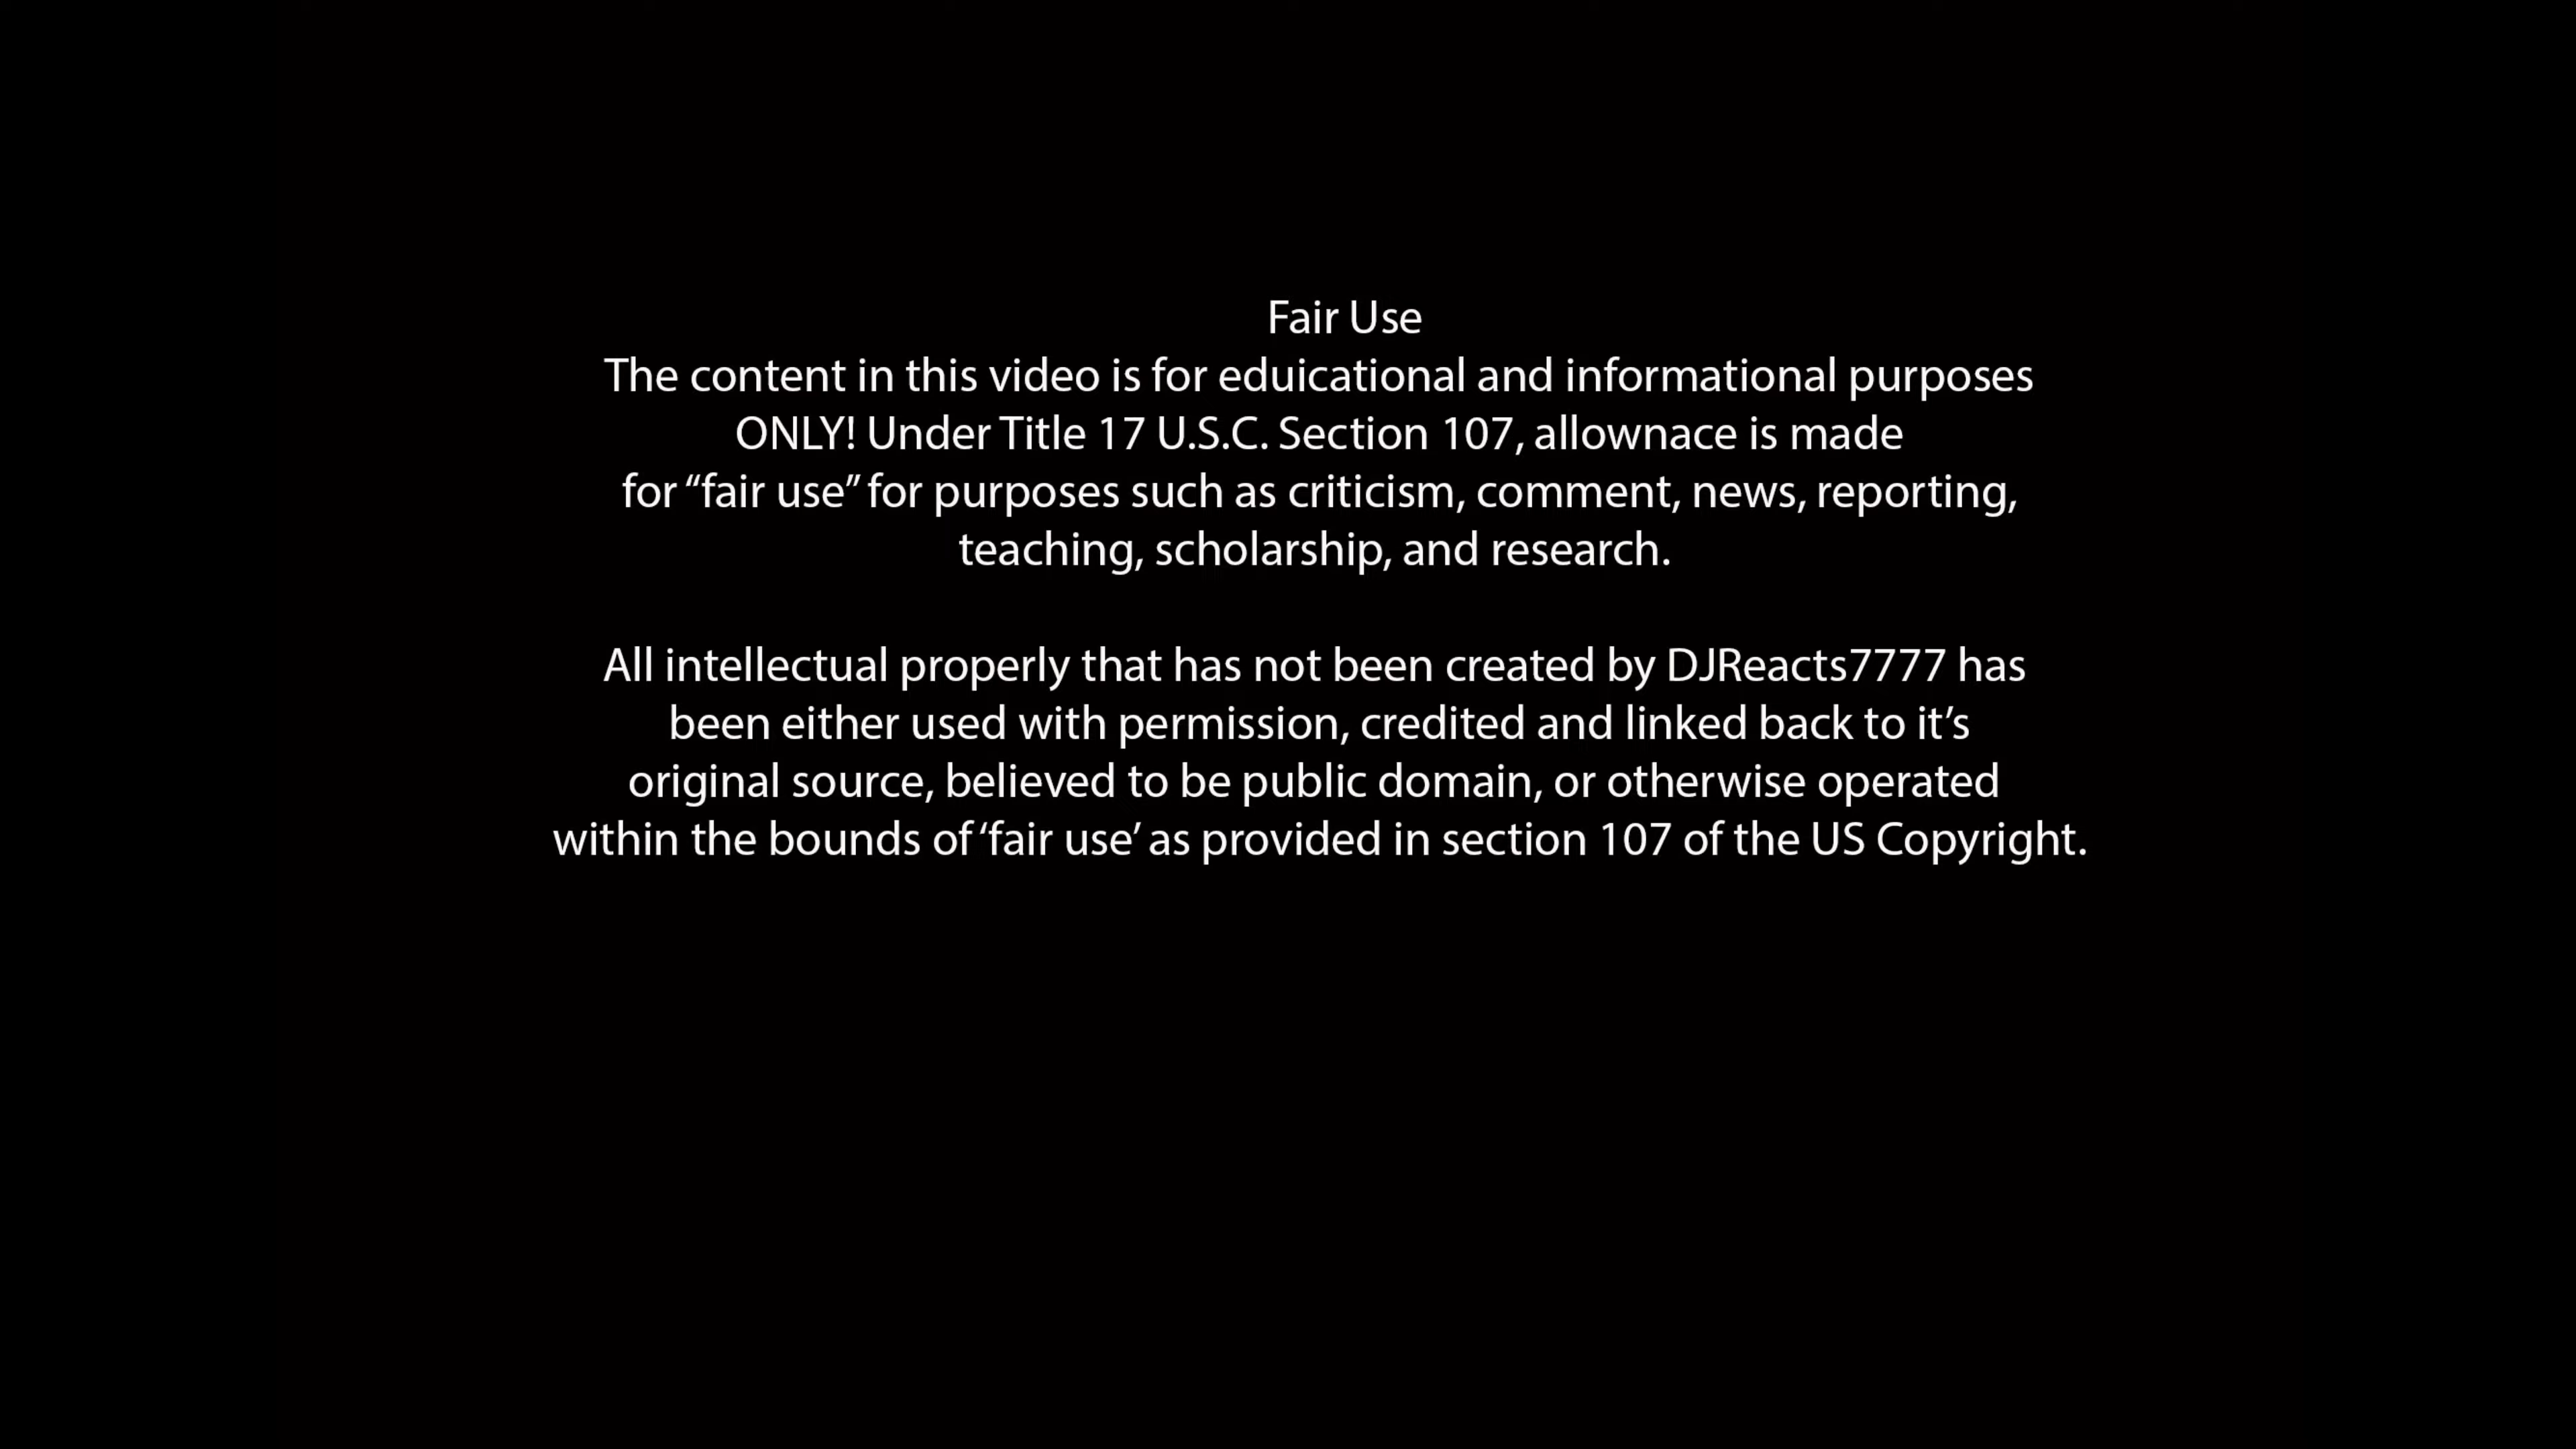 Fair Use
The content in this video is for eduicational and informational purposes
ONLY! Under Title 17 U.S.C. Section 107, allownace is made
for “fair use” for purposes such as criticism, comment, news, reporting,
teaching, scholarship, and research.
All intellectual properly that has not been created by DJReacts7777 has
been either used with permission, credited and linked back to it’s
original source, believed to be public domain, or otherwise operated
within the bounds of ‘fair use’ as provided in section 107 of the US Copyright.